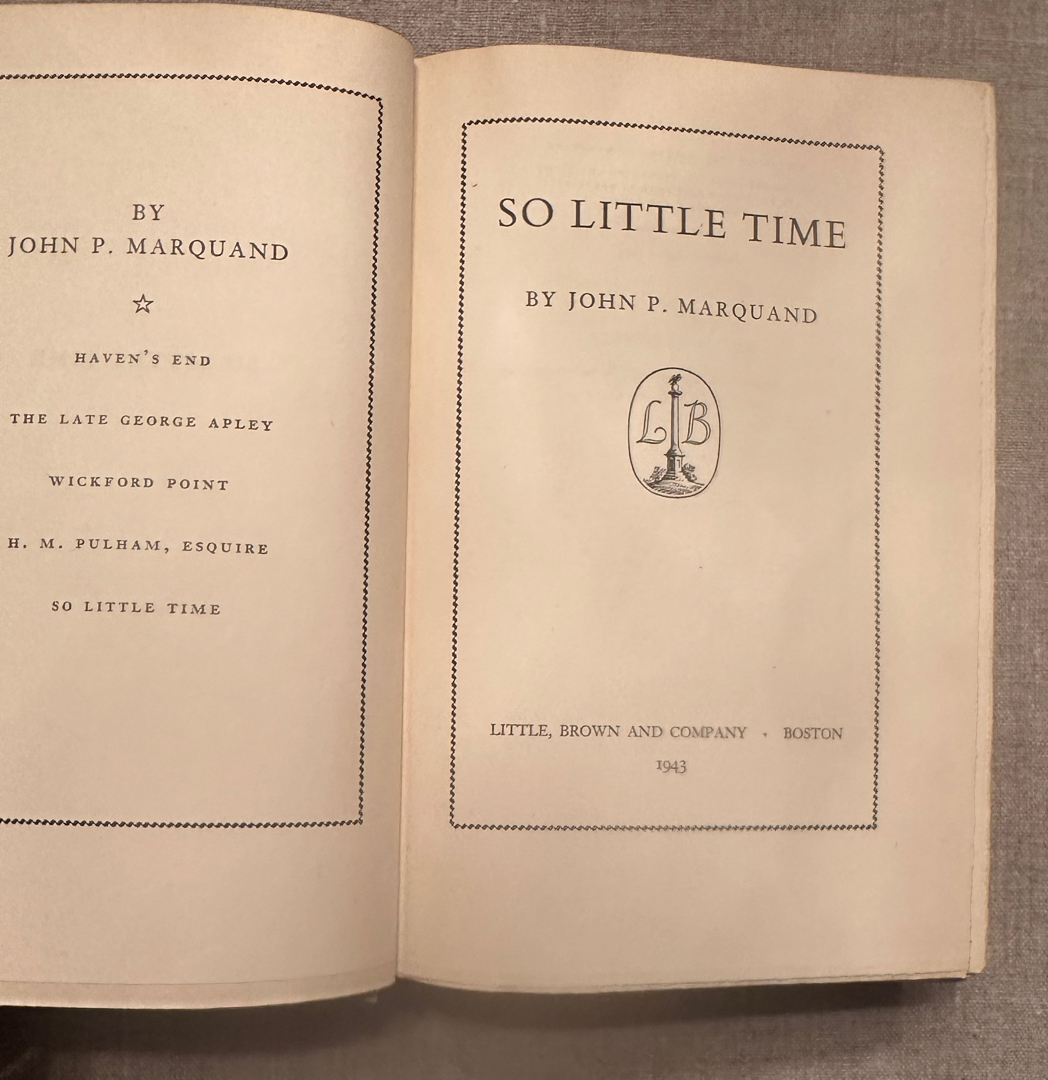 BY
JOHN P. MARQUAND
HAVEN'S END
THE LATE GEORGE APLEY
WICKFORD POINT
H. M. PULHAM, ESQUIRE
SO LITTLE TIME
SO LITTLE TIME
BY JOHN P. MARQUAND
L B
LITTLE, BROWN AND COMPANY · BOSTON
1943